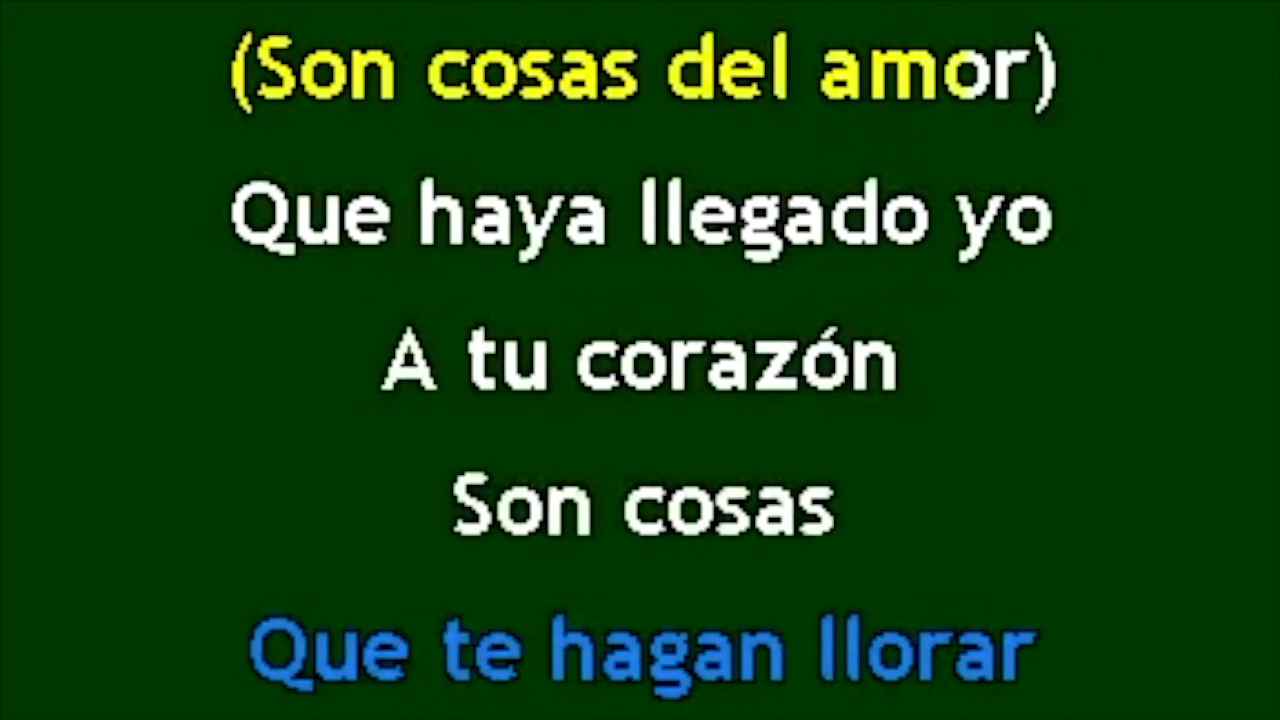 (Son cosas del amor)
Que haya llegado yo
A tu corazón
Son cosas
Que te hagan llorar